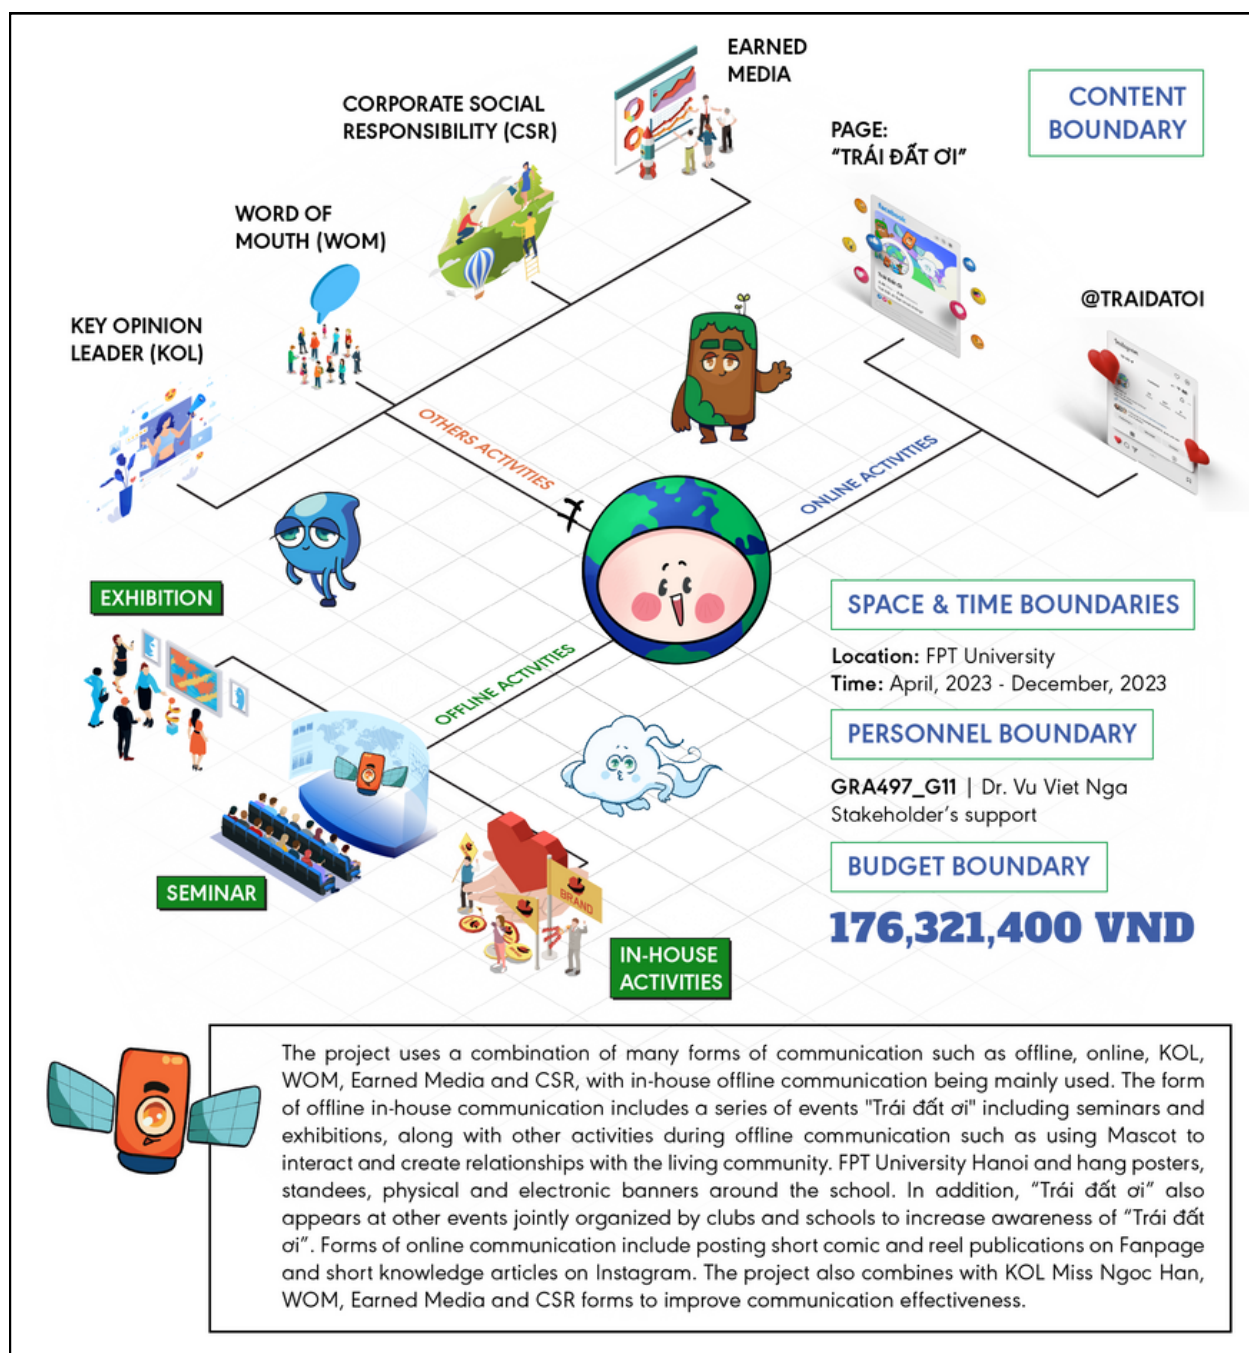 EARNED
MEDIA
CONTENT
BOUNDARY
CORPORATE SOCIAL
RESPONSIBILITY (CSR)
PAGE:
“TRÁI ĐẤT ƠI”
WORD OF
MOUTH (WOM)
facebook
@TRAIDATOI
Instagram
KEY OPINION
LEADER (KOL)
OTHERS ACTIVITIES
ONLINE ACTIVITIES
EXHIBITION
SPACE & TIME BOUNDARIES
Location: FPT University
Time: April, 2023 - December, 2023
OFFLINE ACTIVITIES
PERSONNEL BOUNDARY
GRA497_G11 | Dr. Vu Viet Nga
Stakeholder’s support
BUDGET BOUNDARY
SEMINAR
BRAND
176,321,400 VND
IN-HOUSE
ACTIVITIES
The project uses a combination of many forms of communication such as offline, online, KOL,
WOM, Earned Media and CSR, with in-house offline communication being mainly used. The form
of offline in-house communication includes a series of events "Trái đất ơi" including seminars and
exhibitions, along with other activities during offline communication such as using Mascot to
interact and create relationships with the living community. FPT University Hanoi and hang posters,
standees, physical and electronic banners around the school. In addition, “Trái đất ơi” also
appears at other events jointly organized by clubs and schools to increase awareness of “Trái đất
ơi”. Forms of online communication include posting short comic and reel publications on Fanpage
and short knowledge articles on Instagram. The project also combines with KOL Miss Ngoc Han,
WOM, Earned Media and CSR forms to improve communication effectiveness.